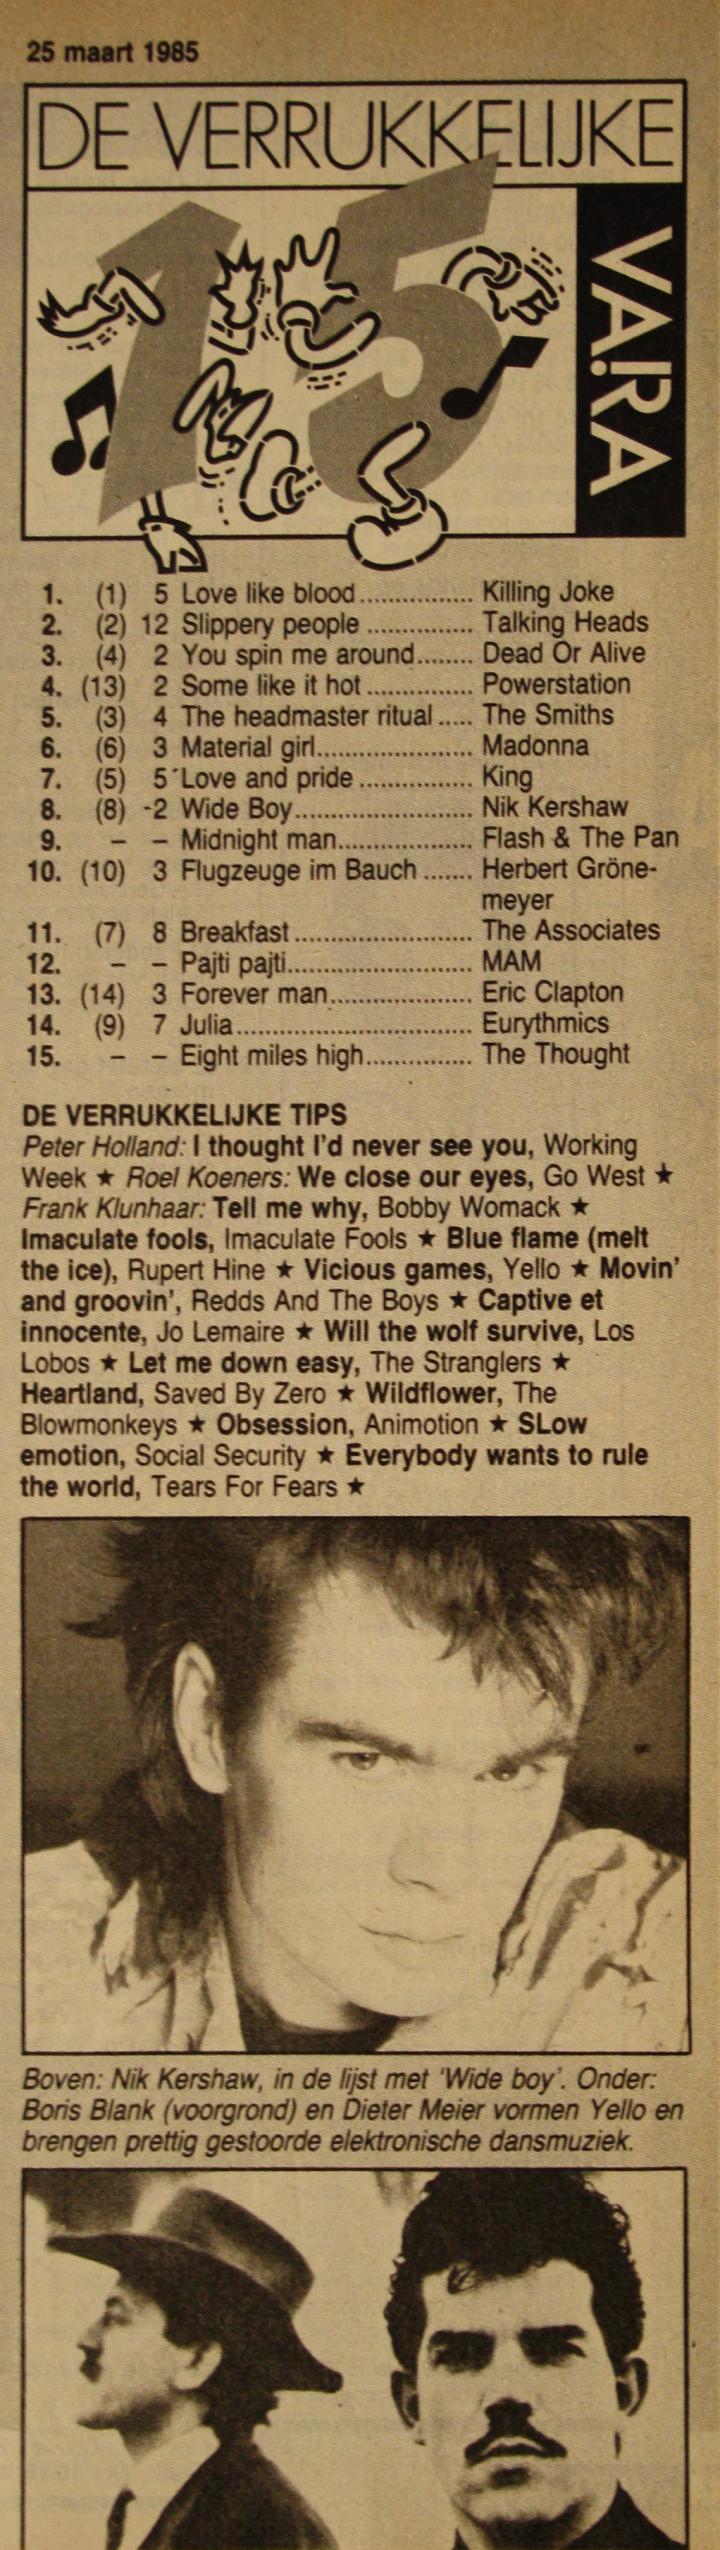 25 maart 1985
DE VERRUKKELIJKE
15
VARA
1. (1) 5 Love like blood................ Killing Joke
2. (2) 12 Slippery people ............... Talking Heads
3. (4) 2 You spin me around........ Dead Or Alive
4. (13) 2 Some like it hot ............... Powerstation
5. (3) 4 The headmaster ritual ..... The Smiths
6. (6) 3 Material girl....................... Madonna
7. (5) 5 Love and pride ................ King
8. (8) -2 Wide Boy.......................... Nik Kershaw
9. – – Midnight man.................... Flash & The Pan
10. (10) 3 Flugzeuge im Bauch ....... Herbert Gröne-
meyer
11. (7) 8 Breakfast .......................... The Associates
12. – – Pajti pajti........................... MAM
13. (14) 3 Forever man..................... Eric Clapton
14. (9) 7 Julia................................... Eurythmics
15. – – Eight miles high............... The Thought
DE VERRUKKELIJKE TIPS
Peter Holland: I thought I'd never see you, Working
Week ★ Roel Koeners: We close our eyes, Go West ★
Frank Klunhaar: Tell me why, Bobby Womack ★
Imaculate fools, Imaculate Fools ★ Blue flame (melt
the ice), Rupert Hine ★ Vicious games, Yello ★ Movin'
and groovin', Redds And The Boys ★ Captive et
innocente, Jo Lemaire ★ Will the wolf survive, Los
Lobos ★ Let me down easy, The Stranglers ★
Heartland, Saved By Zero ★ Wildflower, The
Blowmonkeys ★ Obsession, Animotion ★ SLow
emotion, Social Security ★ Everybody wants to rule
the world, Tears For Fears ★
Boven: Nik Kershaw, in de lijst met 'Wide boy'. Onder:
Boris Blank (voorgrond) en Dieter Meier vormen Yello en
brengen prettig gestoorde elektronische dansmuziek.